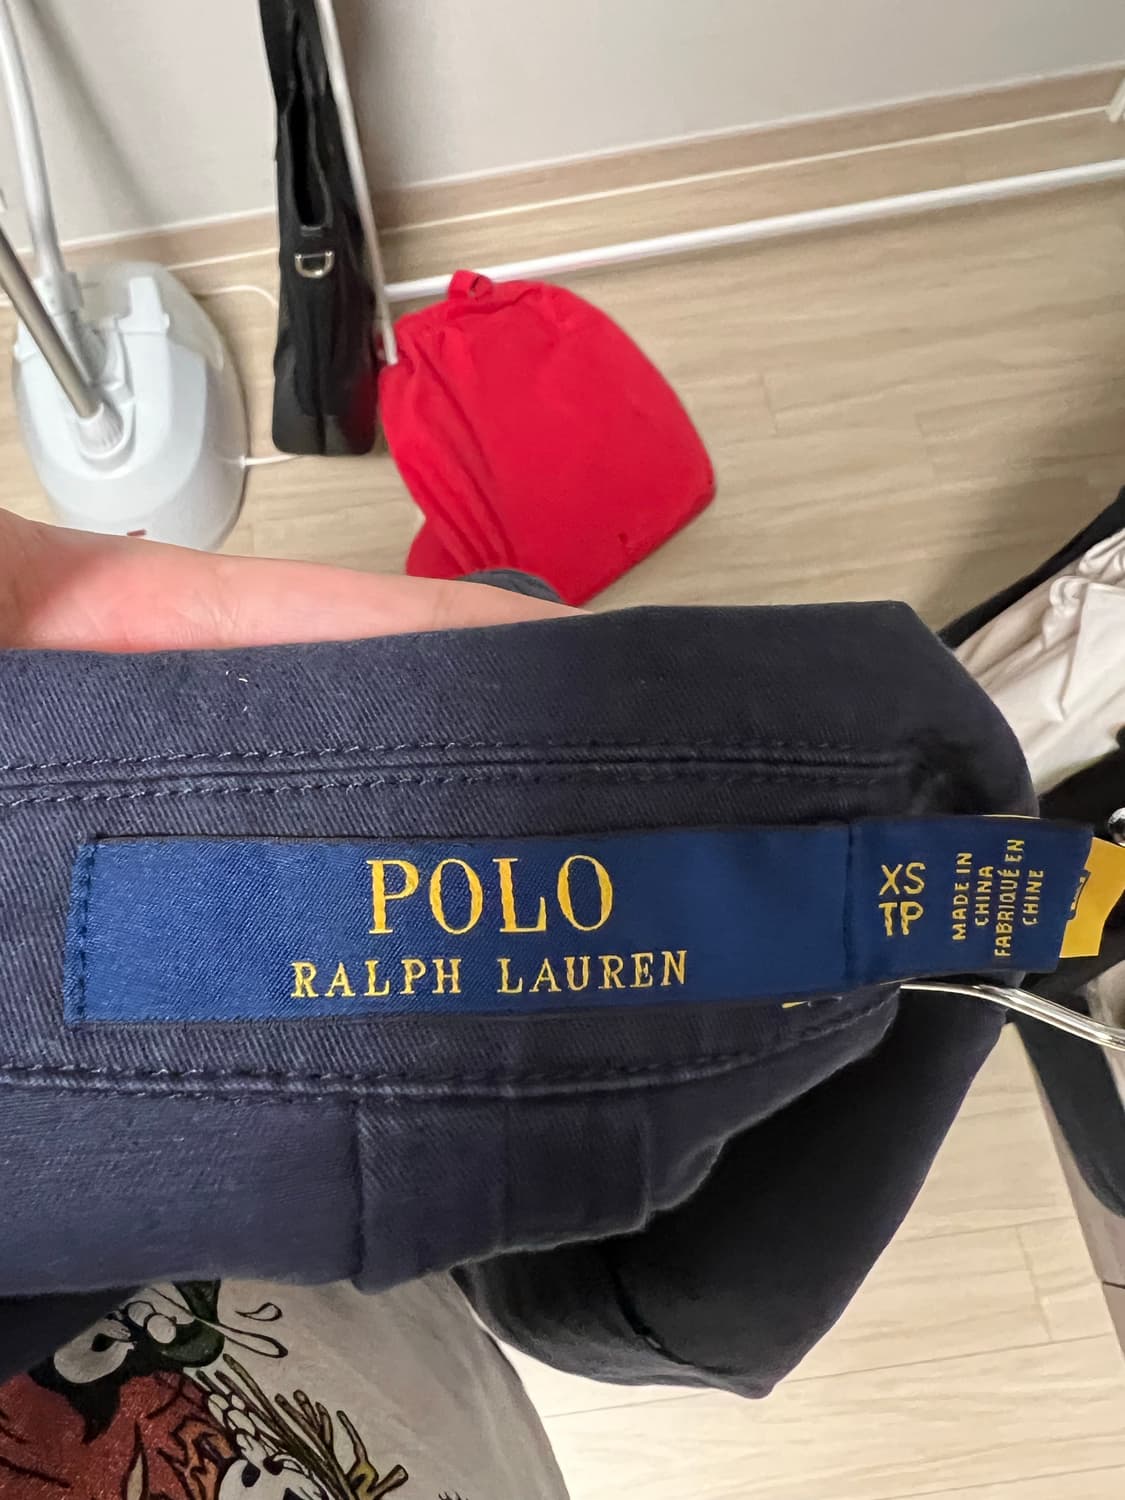 POLO
RALPH LAUREN
XS
TP
MADE IN
CHINA
FABRIQUÉ EN
CHINE